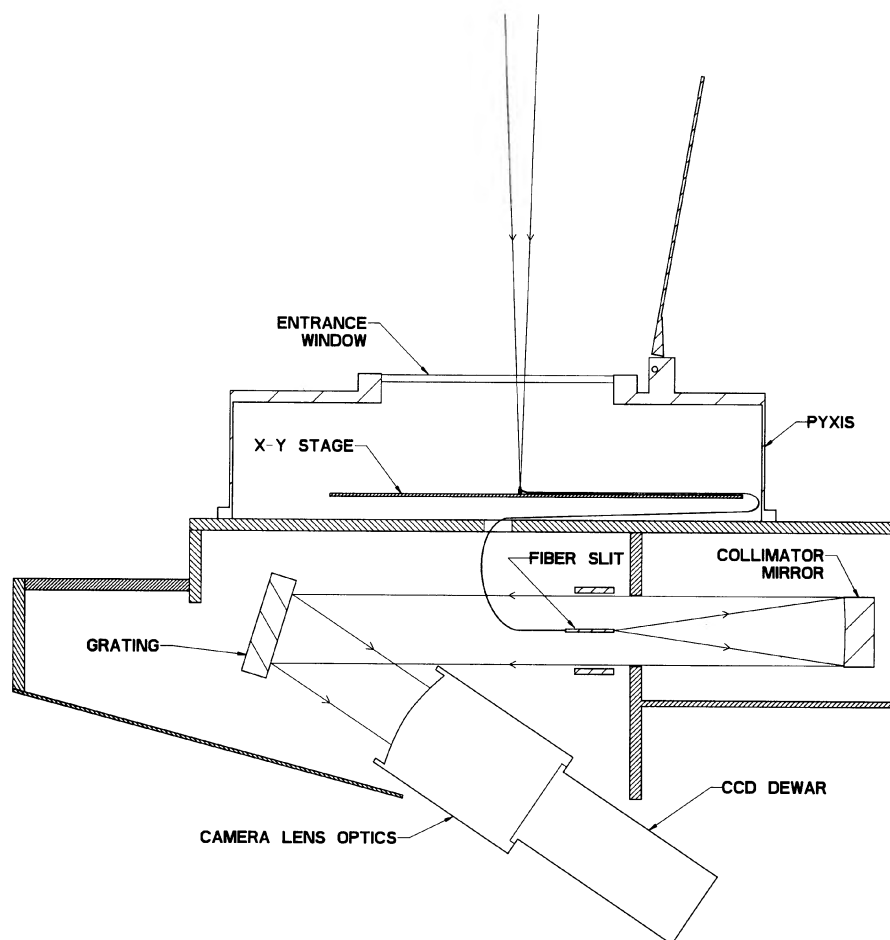 ENTRANCE
WINDOW
PYXIS
X-Y STAGE
FIBER SLIT
COLLIMATOR
MIRROR
GRATING
CCD DEWAR
CAMERA LENS OPTICS